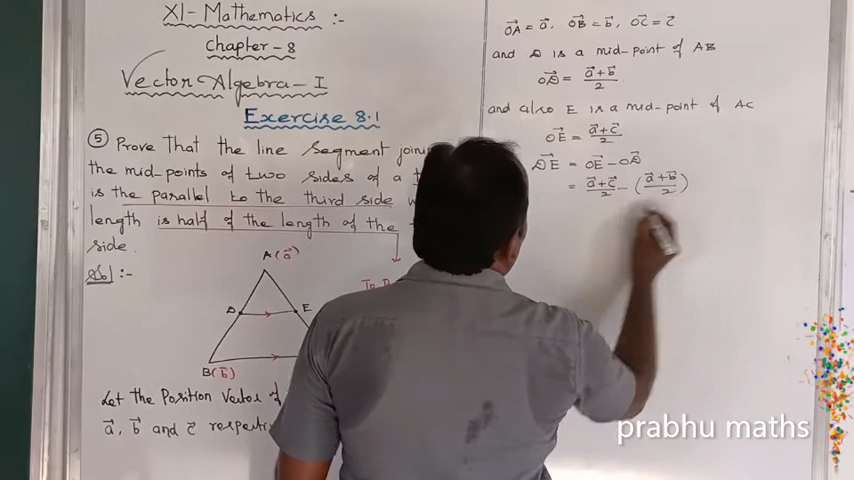 XI- Mathematics :-
Chapter - 8
Vector Algebra - I
Exercise 8.1
⑤ Prove that the line segment
the mid-points of two sides of a
is the parallel to the third side
length is half of the length of the
side.
Sol :-
A(a⃗)
D E
B(b⃗)
Let the Position Vector of
a⃗, b⃗ and c⃗
OA⃗ = a⃗, OB⃗ = b⃗, OC⃗ = c⃗
and D is a mid-point of AB
OD⃗ = (a⃗+b⃗)/2
and also E is a mid-point of AC
OE⃗ = (a⃗+c⃗)/2
DE⃗ = OE⃗ - OD⃗
= (a⃗+c⃗)/2 - ((a⃗+b⃗)/2)
prabhu maths